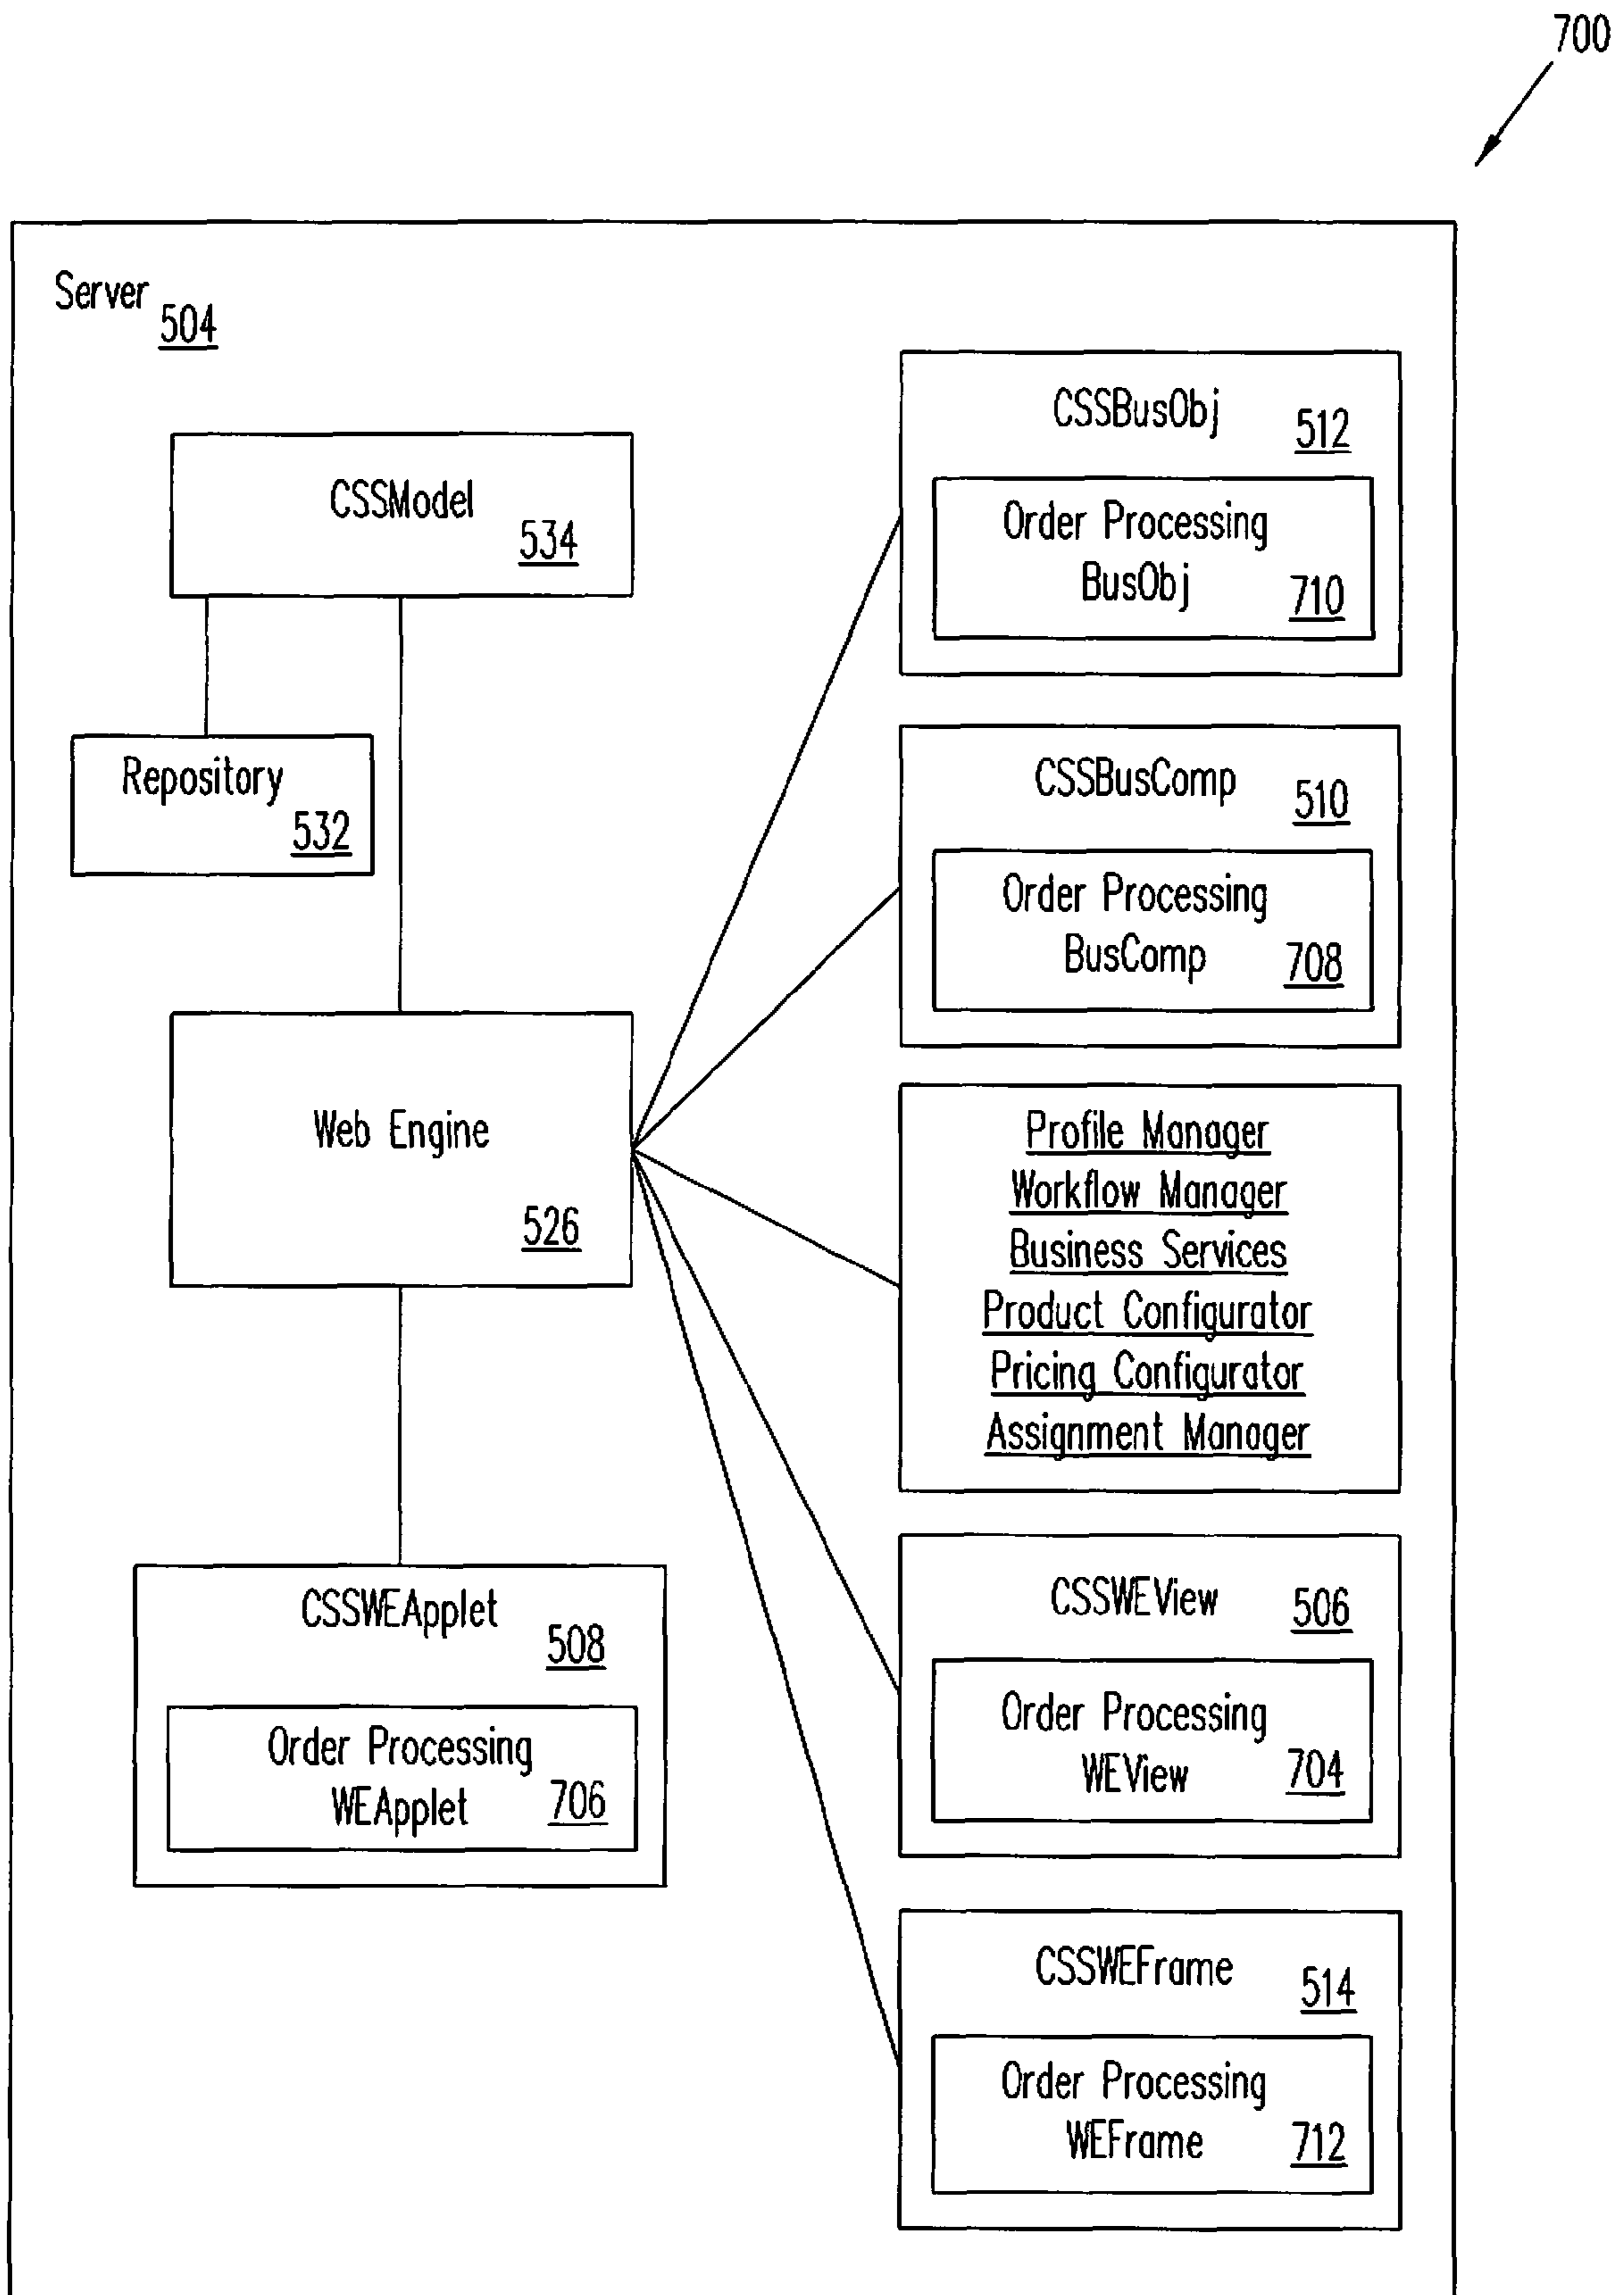 700
Server
504
CSSModel
534
Repository
532
Web Engine
526
CSSWEApplet
508
Order Processing
WEApplet
706
CSSBusObj
512
Order Processing
BusObj
710
CSSBusComp
510
Order Processing
BusComp
708
Profile Manager
Workflow Manager
Business Services
Product Configurator
Pricing Configurator
Assignment Manager
CSSWEView
506
Order Processing
WEView
704
CSSWEFrame
514
Order Processing
WEFrame
712